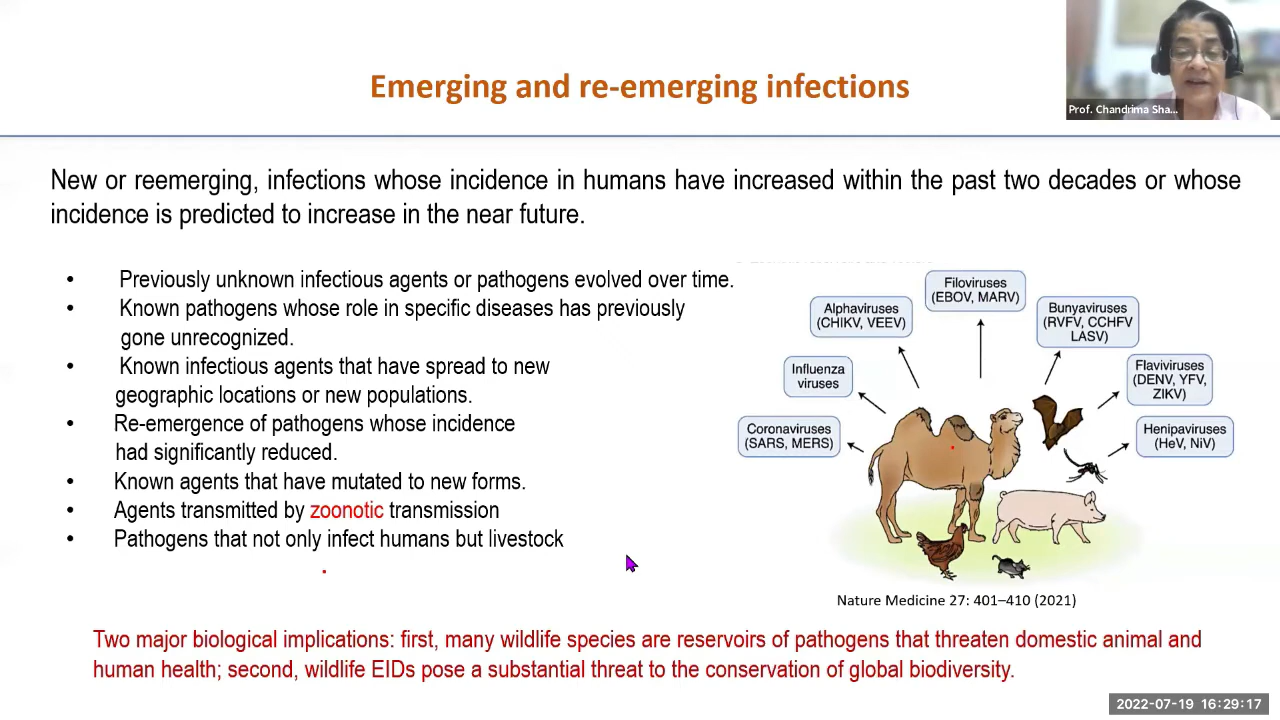 Emerging and re-emerging infections
Prof. Chandrima Sha...
New or reemerging, infections whose incidence in humans have increased within the past two decades or whose
incidence is predicted to increase in the near future.
• Previously unknown infectious agents or pathogens evolved over time.
• Known pathogens whose role in specific diseases has previously
gone unrecognized.
• Known infectious agents that have spread to new
geographic locations or new populations.
• Re-emergence of pathogens whose incidence
had significantly reduced.
• Known agents that have mutated to new forms.
• Agents transmitted by zoonotic transmission
• Pathogens that not only infect humans but livestock
Coronaviruses
(SARS, MERS)
Influenza
viruses
Alphaviruses
(CHIKV, VEEV)
Filoviruses
(EBOV, MARV)
Bunyaviruses
(RVFV, CCHFV
LASV)
Flaviviruses
(DENV, YFV,
ZIKV)
Henipaviruses
(HeV, NiV)
Nature Medicine 27: 401–410 (2021)
Two major biological implications: first, many wildlife species are reservoirs of pathogens that threaten domestic animal and
human health; second, wildlife EIDs pose a substantial threat to the conservation of global biodiversity.
2022-07-19 16:29:17